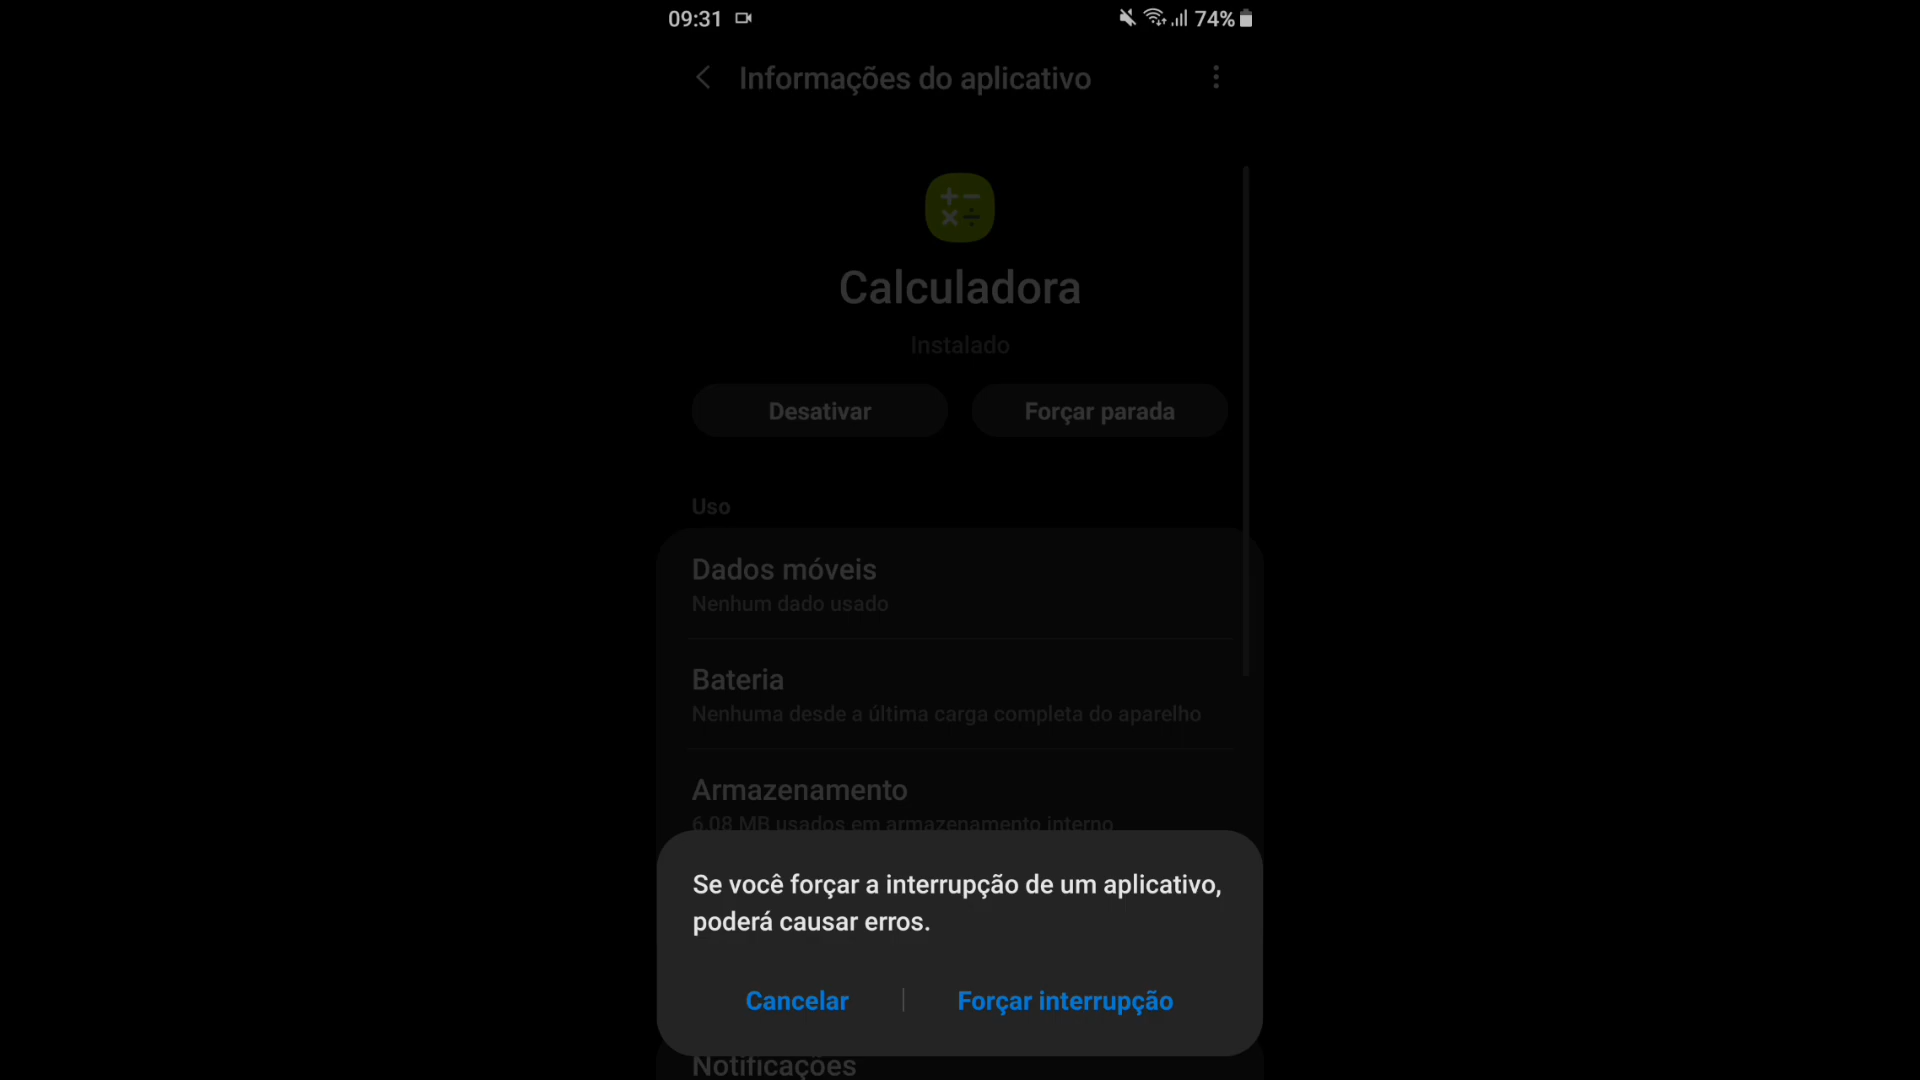 09:31
74%
Informações do aplicativo
Calculadora
Instalado
Desativar
Forçar parada
Uso
Dados móveis
Nenhum dado usado
Bateria
Nenhuma desde a última carga completa do aparelho
Armazenamento
6,08 MB usados em armazenamento interno
Se você forçar a interrupção de um aplicativo,
poderá causar erros.
Cancelar
Forçar interrupção
Notificações